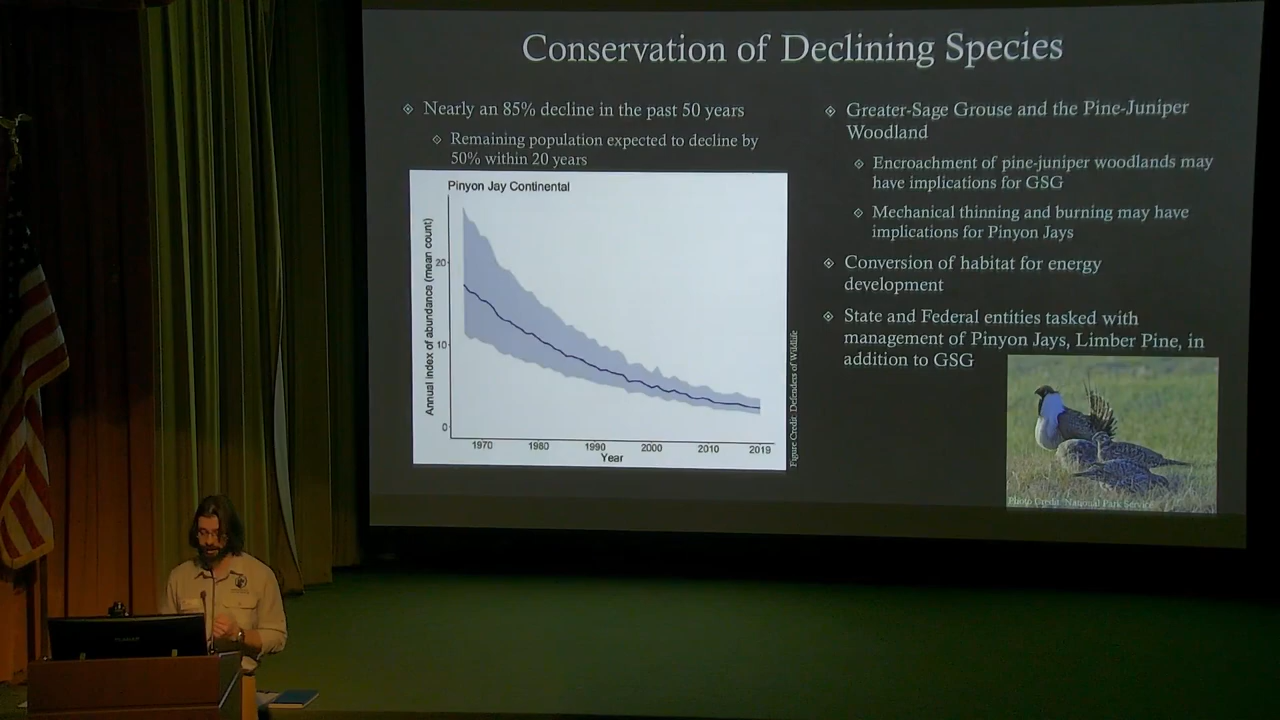 Conservation of Declining Species
Nearly an 85% decline in the past 50 years
Remaining population expected to decline by
50% within 20 years
Pinyon Jay Continental
Annual index of abundance (mean count)
20
10
0
1970 1980 1990 2000 2010 2019
Year
Figure Credit: Defenders of Wildlife
Greater-Sage Grouse and the Pine-Juniper
Woodland
Encroachment of pine-juniper woodlands may
have implications for GSG
Mechanical thinning and burning may have
implications for Pinyon Jays
Conversion of habitat for energy
development
State and Federal entities tasked with
management of Pinyon Jays, Limber Pine, in
addition to GSG
Photo Credit: National Park Service